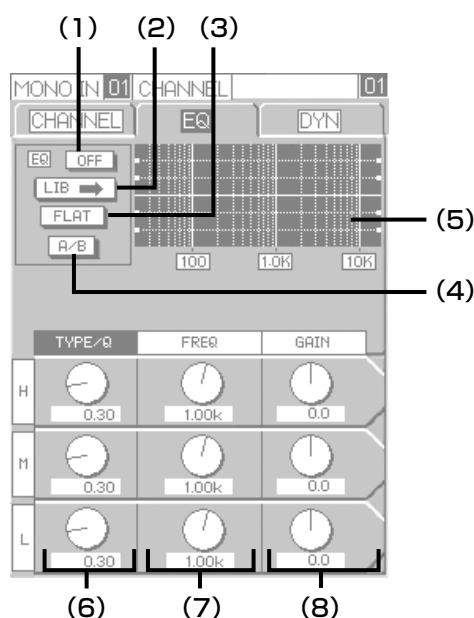 (1) (2) (3)
MONO IN 01 CHANNEL 01
CHANNEL EQ DYN
EQ OFF
LIB
FLAT
(5)
A/B
100 1.0K 10K
(4)
TYPE/Q FREQ GAIN
H
0.30 1.00k 0.0
M
0.30 1.00k 0.0
L
0.30 1.00k 0.0
(6) (7) (8)